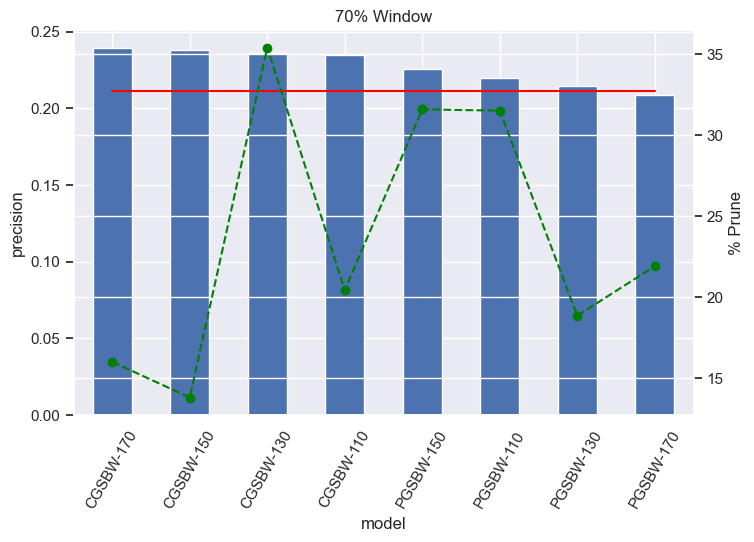 70% Window
0.25
0.20
0.15
0.10
0.05
0.00
precision
35
30
25
20
15
% Prune
CGSBW-170
CGSBW-150
CGSBW-130
CGSBW-110
PGSBW-150
PGSBW-110
PGSBW-130
PGSBW-170
model